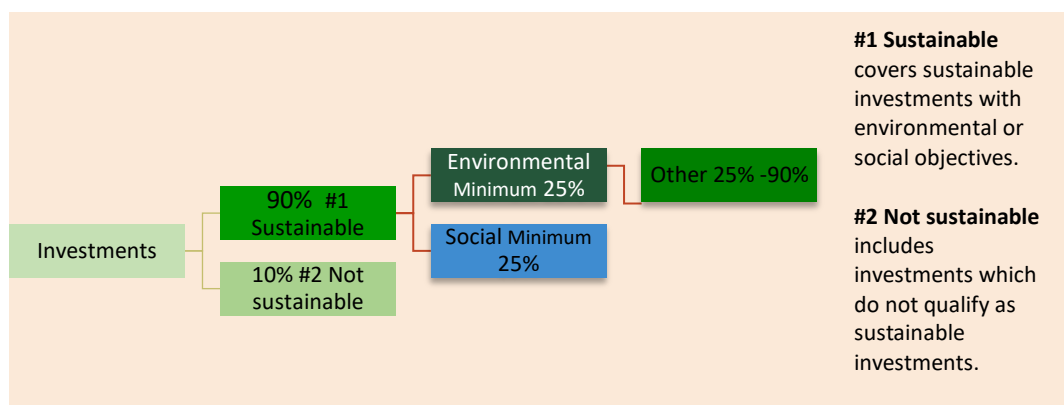 Investments
90% #1
Sustainable
10% #2 Not
sustainable
Environmental
Minimum 25%
Social Minimum
25%
Other 25% -90%
#1 Sustainable
covers sustainable
investments with
environmental or
social objectives.
#2 Not sustainable
includes
investments which
do not qualify as
sustainable
investments.